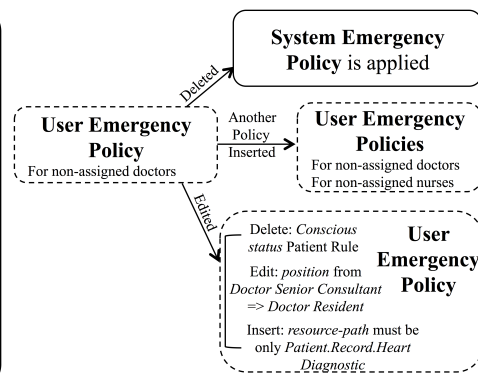 System Emergency
Policy is applied
Deleted
User Emergency
Policy
For non-assigned doctors
Another
Policy
Inserted
User Emergency
Policies
For non-assigned doctors
For non-assigned nurses
Edited
Delete: Conscious
status Patient Rule
Edit: position from
Doctor Senior Consultant
=> Doctor Resident
Insert: resource-path must be
only Patient.Record.Heart
Diagnostic
User
Emergency
Policy